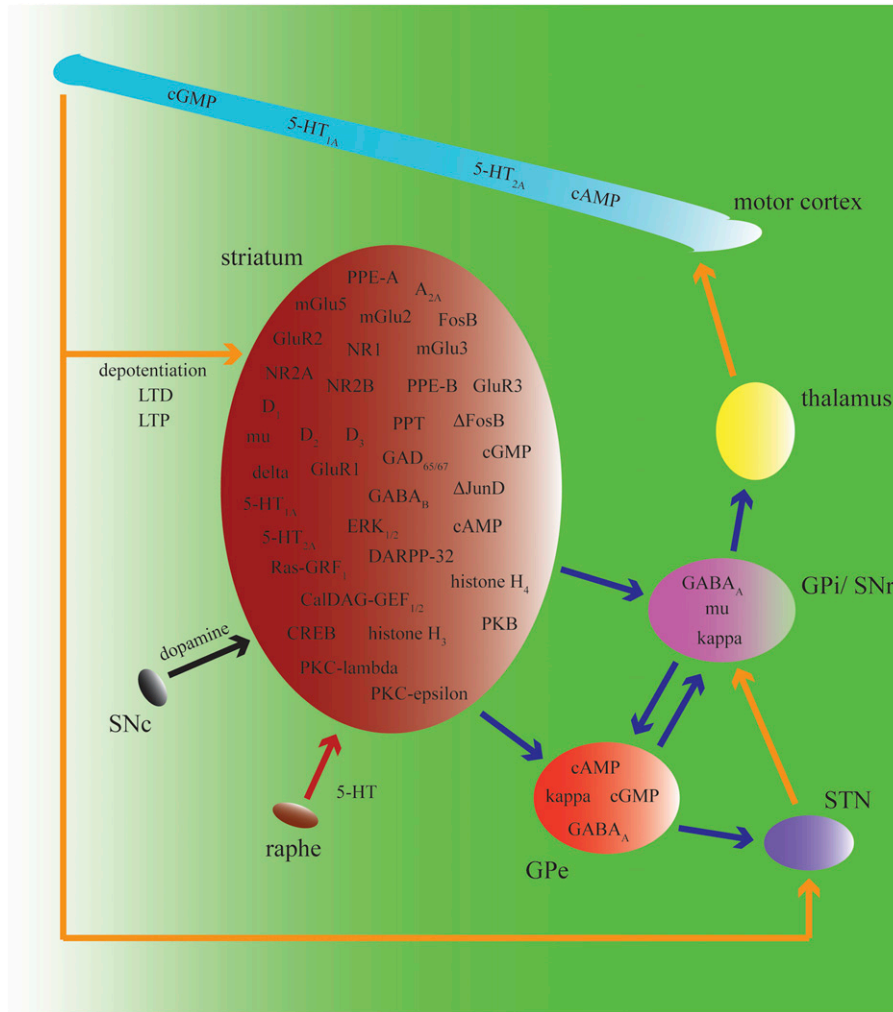 cGMP
5-HT1A
5-HT2A
cAMP
motor cortex
striatum
PPE-A
A2A
mGlu5
mGlu2
FosB
GluR2
NR1
mGlu3
NR2A
NR2B
PPE-B
GluR3
D1
mu
D2
D3
PPT
ΔFosB
cGMP
delta
GluR1
GAD65/67
GABAB
ΔJunD
5-HT1A
5-HT2A
ERK1/2
cAMP
DARPP-32
Ras-GRF1
histone H4
CalDAG-GEF1/2
CREB
histone H3
PKB
PKC-lambda
PKC-epsilon
depotentiation
LTD
LTP
thalamus
GABAA
mu
kappa
GPi/ SNr
dopamine
SNc
5-HT
raphe
cAMP
kappa
cGMP
GABAA
GPe
STN